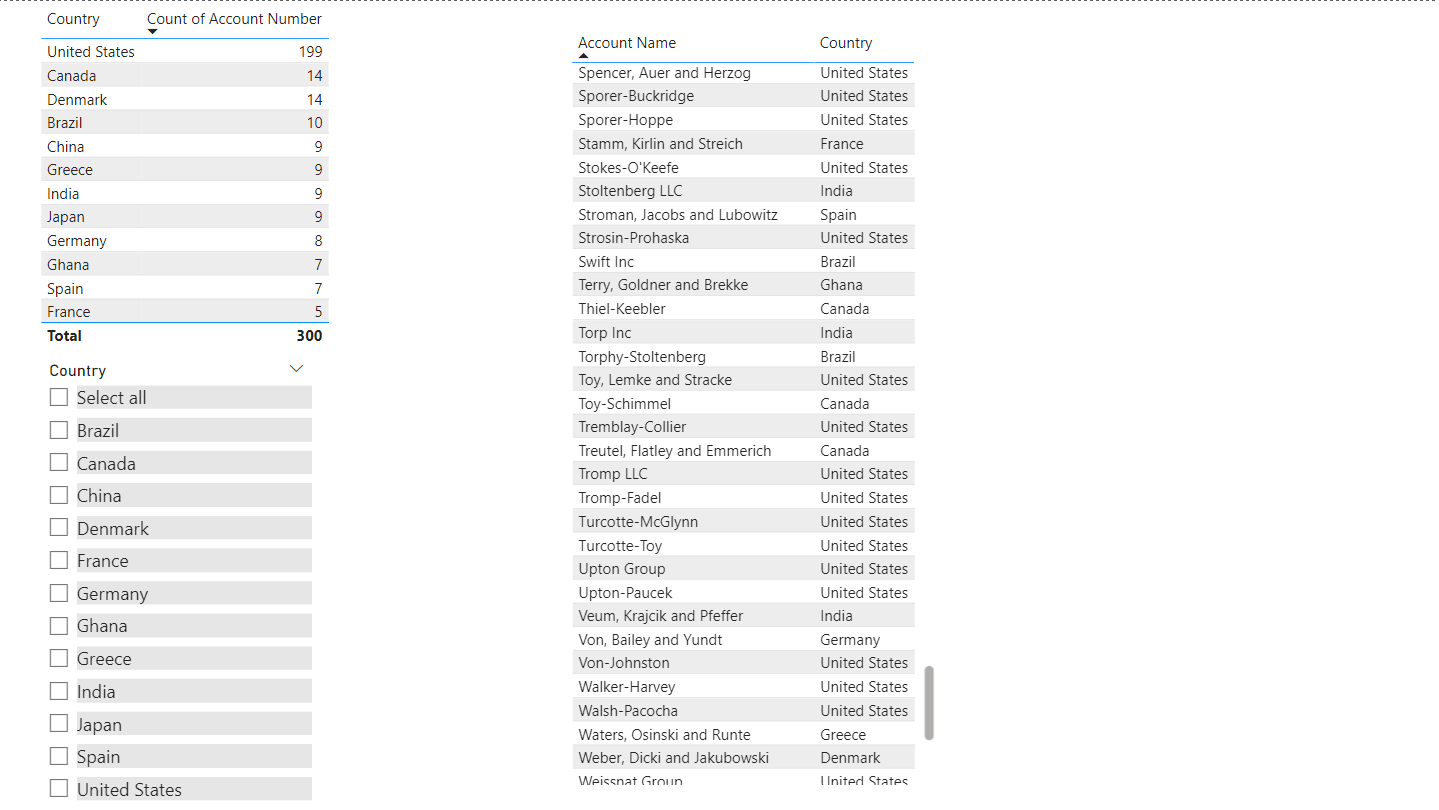 Country Count of Account Number
United States 199
Canada 14
Denmark 14
Brazil 10
China 9
Greece 9
India 9
Japan 9
Germany 8
Ghana 7
Spain 7
France 5
Total 300
Country
Select all
Brazil
Canada
China
Denmark
France
Germany
Ghana
Greece
India
Japan
Spain
United States
Account Name Country
Spencer, Auer and Herzog United States
Sporer-Buckridge United States
Sporer-Hoppe United States
Stamm, Kirlin and Streich France
Stokes-O'Keefe United States
Stoltenberg LLC India
Stroman, Jacobs and Lubowitz Spain
Strosin-Prohaska United States
Swift Inc Brazil
Terry, Goldner and Brekke Ghana
Thiel-Keebler Canada
Torp Inc India
Torphy-Stoltenberg Brazil
Toy, Lemke and Stracke United States
Toy-Schimmel Canada
Tremblay-Collier United States
Treutel, Flatley and Emmerich Canada
Tromp LLC United States
Tromp-Fadel United States
Turcotte-McGlynn United States
Turcotte-Toy United States
Upton Group United States
Upton-Paucek United States
Veum, Krajcik and Pfeffer India
Von, Bailey and Yundt Germany
Von-Johnston United States
Walker-Harvey United States
Walsh-Pacocha United States
Waters, Osinski and Runte Greece
Weber, Dicki and Jakubowski Denmark
Weissnat Group United States